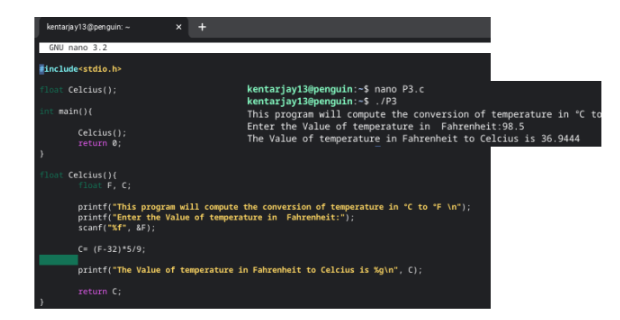 kentarjay13@penguin: ~ × +
GNU nano 3.2
#include<stdio.h>
float Celcius();
int main(){
Celcius();
return 0;
}
float Celcius(){
float F, C;
printf("This program will compute the conversion of temperature in °C to °F \n");
printf("Enter the Value of temperature in  Fahrenheit:");
scanf("%f", &F);
C= (F-32)*5/9;
printf("The Value of temperature in Fahrenheit to Celcius is %g\n", C);
return C;
}
kentarjay13@penguin:~$ nano P3.c
kentarjay13@penguin:~$ ./P3
This program will compute the conversion of temperature in °C to
Enter the Value of temperature in  Fahrenheit:98.5
The Value of temperature in Fahrenheit to Celcius is 36.9444